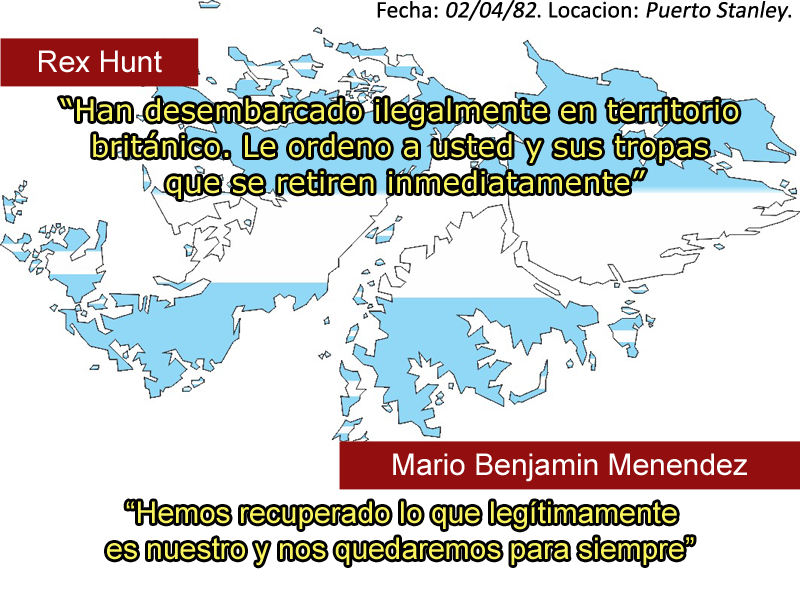 Fecha: 02/04/82. Locacion: Puerto Stanley.
Rex Hunt
“Han desembarcado ilegalmente en territorio
británico. Le ordeno a usted y sus tropas
que se retiren inmediatamente”
Mario Benjamin Menendez
“Hemos recuperado lo que legítimamente
es nuestro y nos quedaremos para siempre”